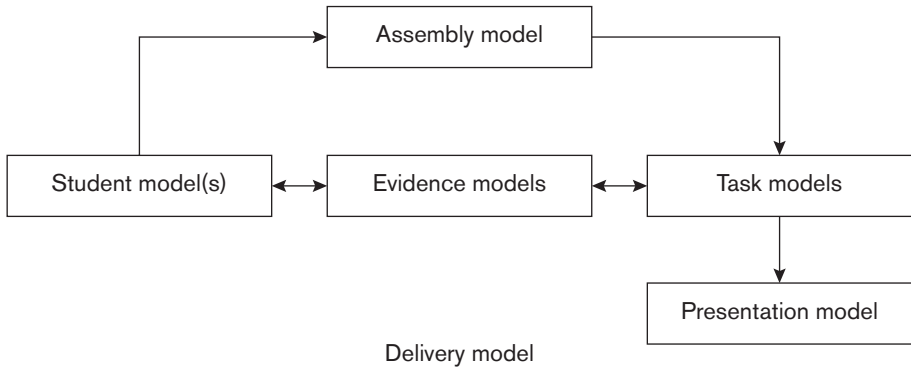 Assembly model
Student model(s)
Evidence models
Task models
Presentation model
Delivery model